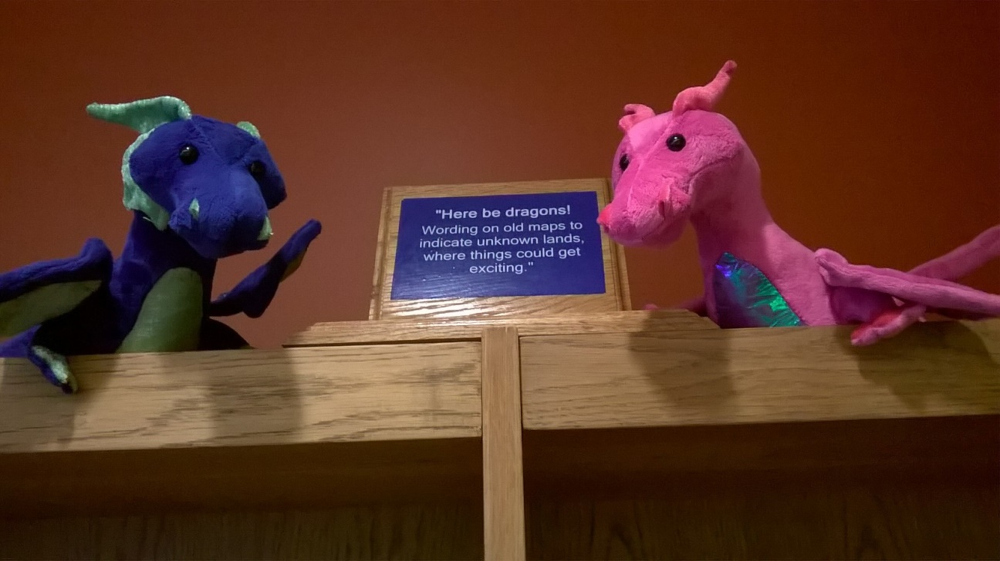 "Here be dragons!
Wording on old maps to
indicate unknown lands,
where things could get
exciting."